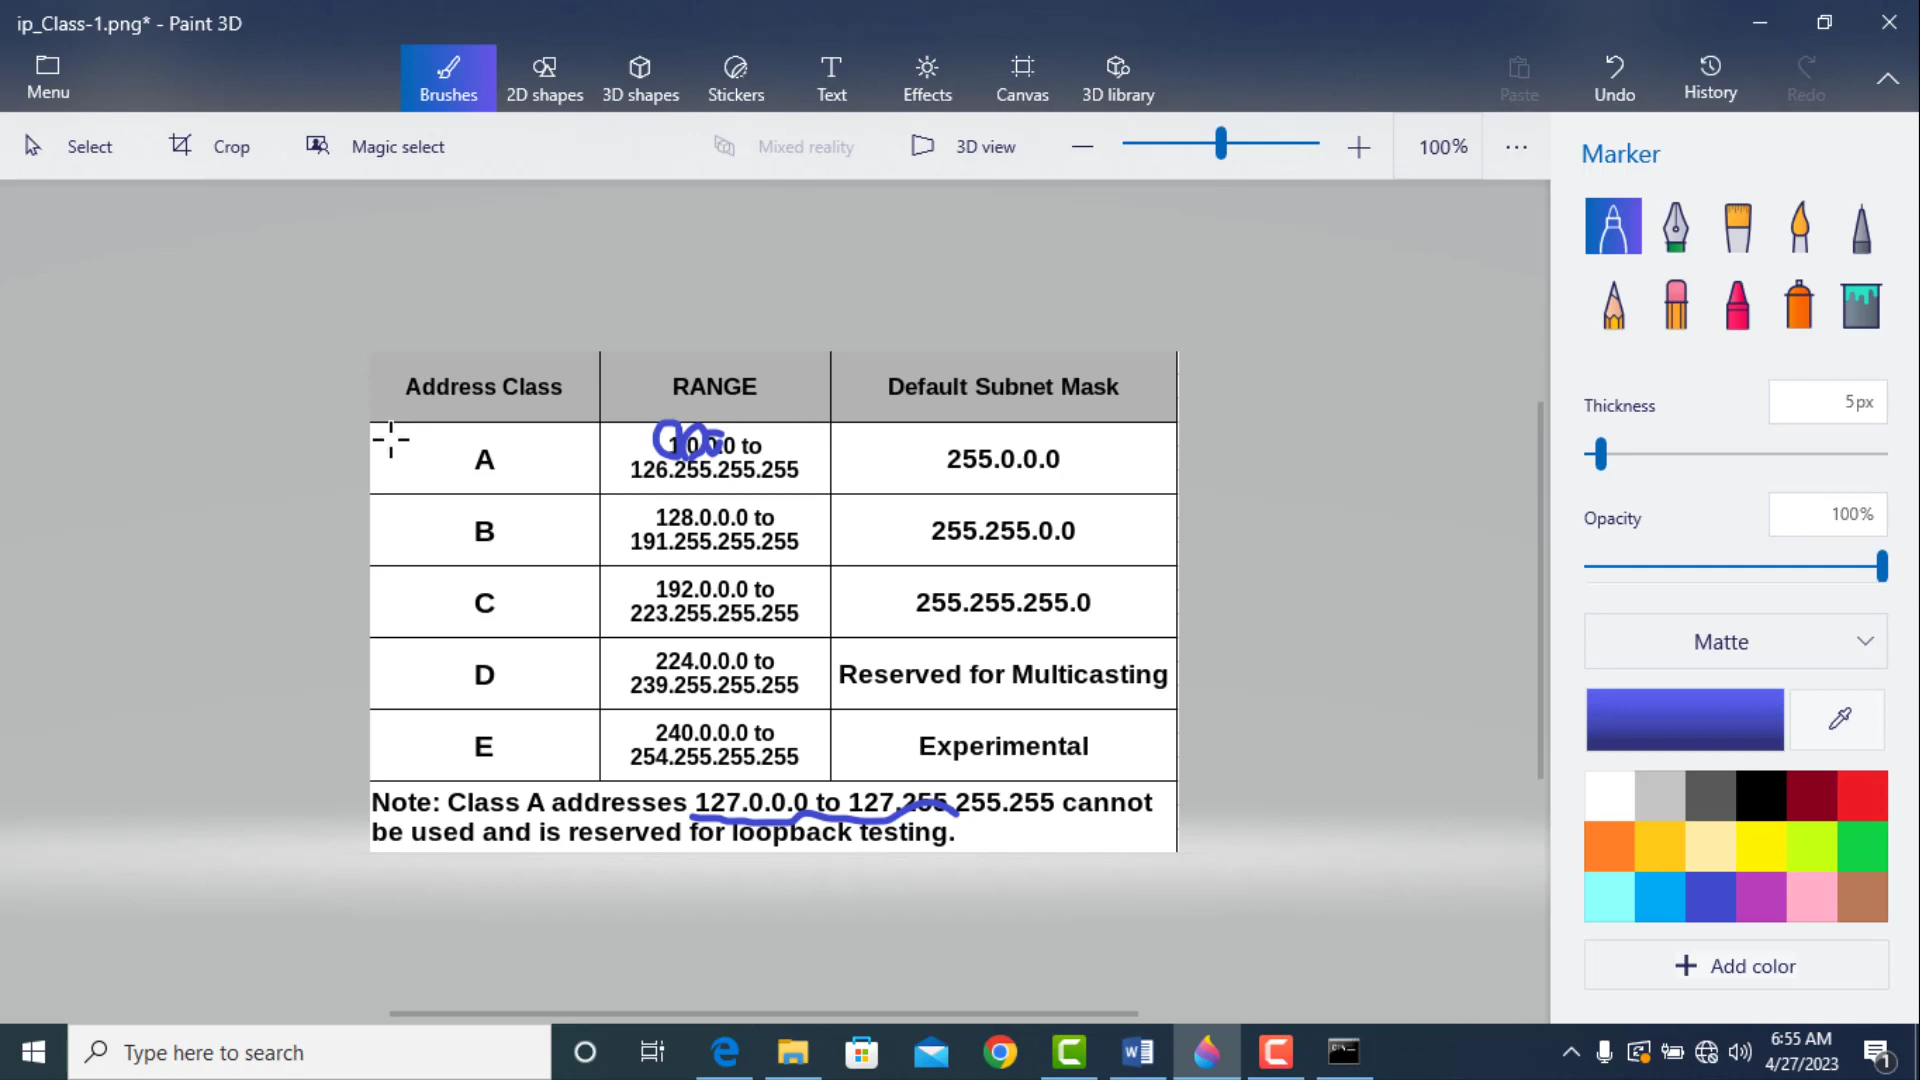 ip_Class-1.png* - Paint 3D
Menu
Brushes
2D shapes
3D shapes
Stickers
Text
Effects
Canvas
3D library
Paste
Undo
History
Redo
Select
Crop
Magic select
Mixed reality
3D view
100%
Marker
Thickness
5px
Opacity
100%
Matte
Add color
Address Class RANGE Default Subnet Mask
A
1.0.0.0 to
126.255.255.255
255.0.0.0
B
128.0.0.0 to
191.255.255.255
255.255.0.0
C
192.0.0.0 to
223.255.255.255
255.255.255.0
D
224.0.0.0 to
239.255.255.255
Reserved for Multicasting
E
240.0.0.0 to
254.255.255.255
Experimental
Note: Class A addresses 127.0.0.0 to 127.255.255.255 cannot
be used and is reserved for loopback testing.
Type here to search
6:55 AM
4/27/2023
1